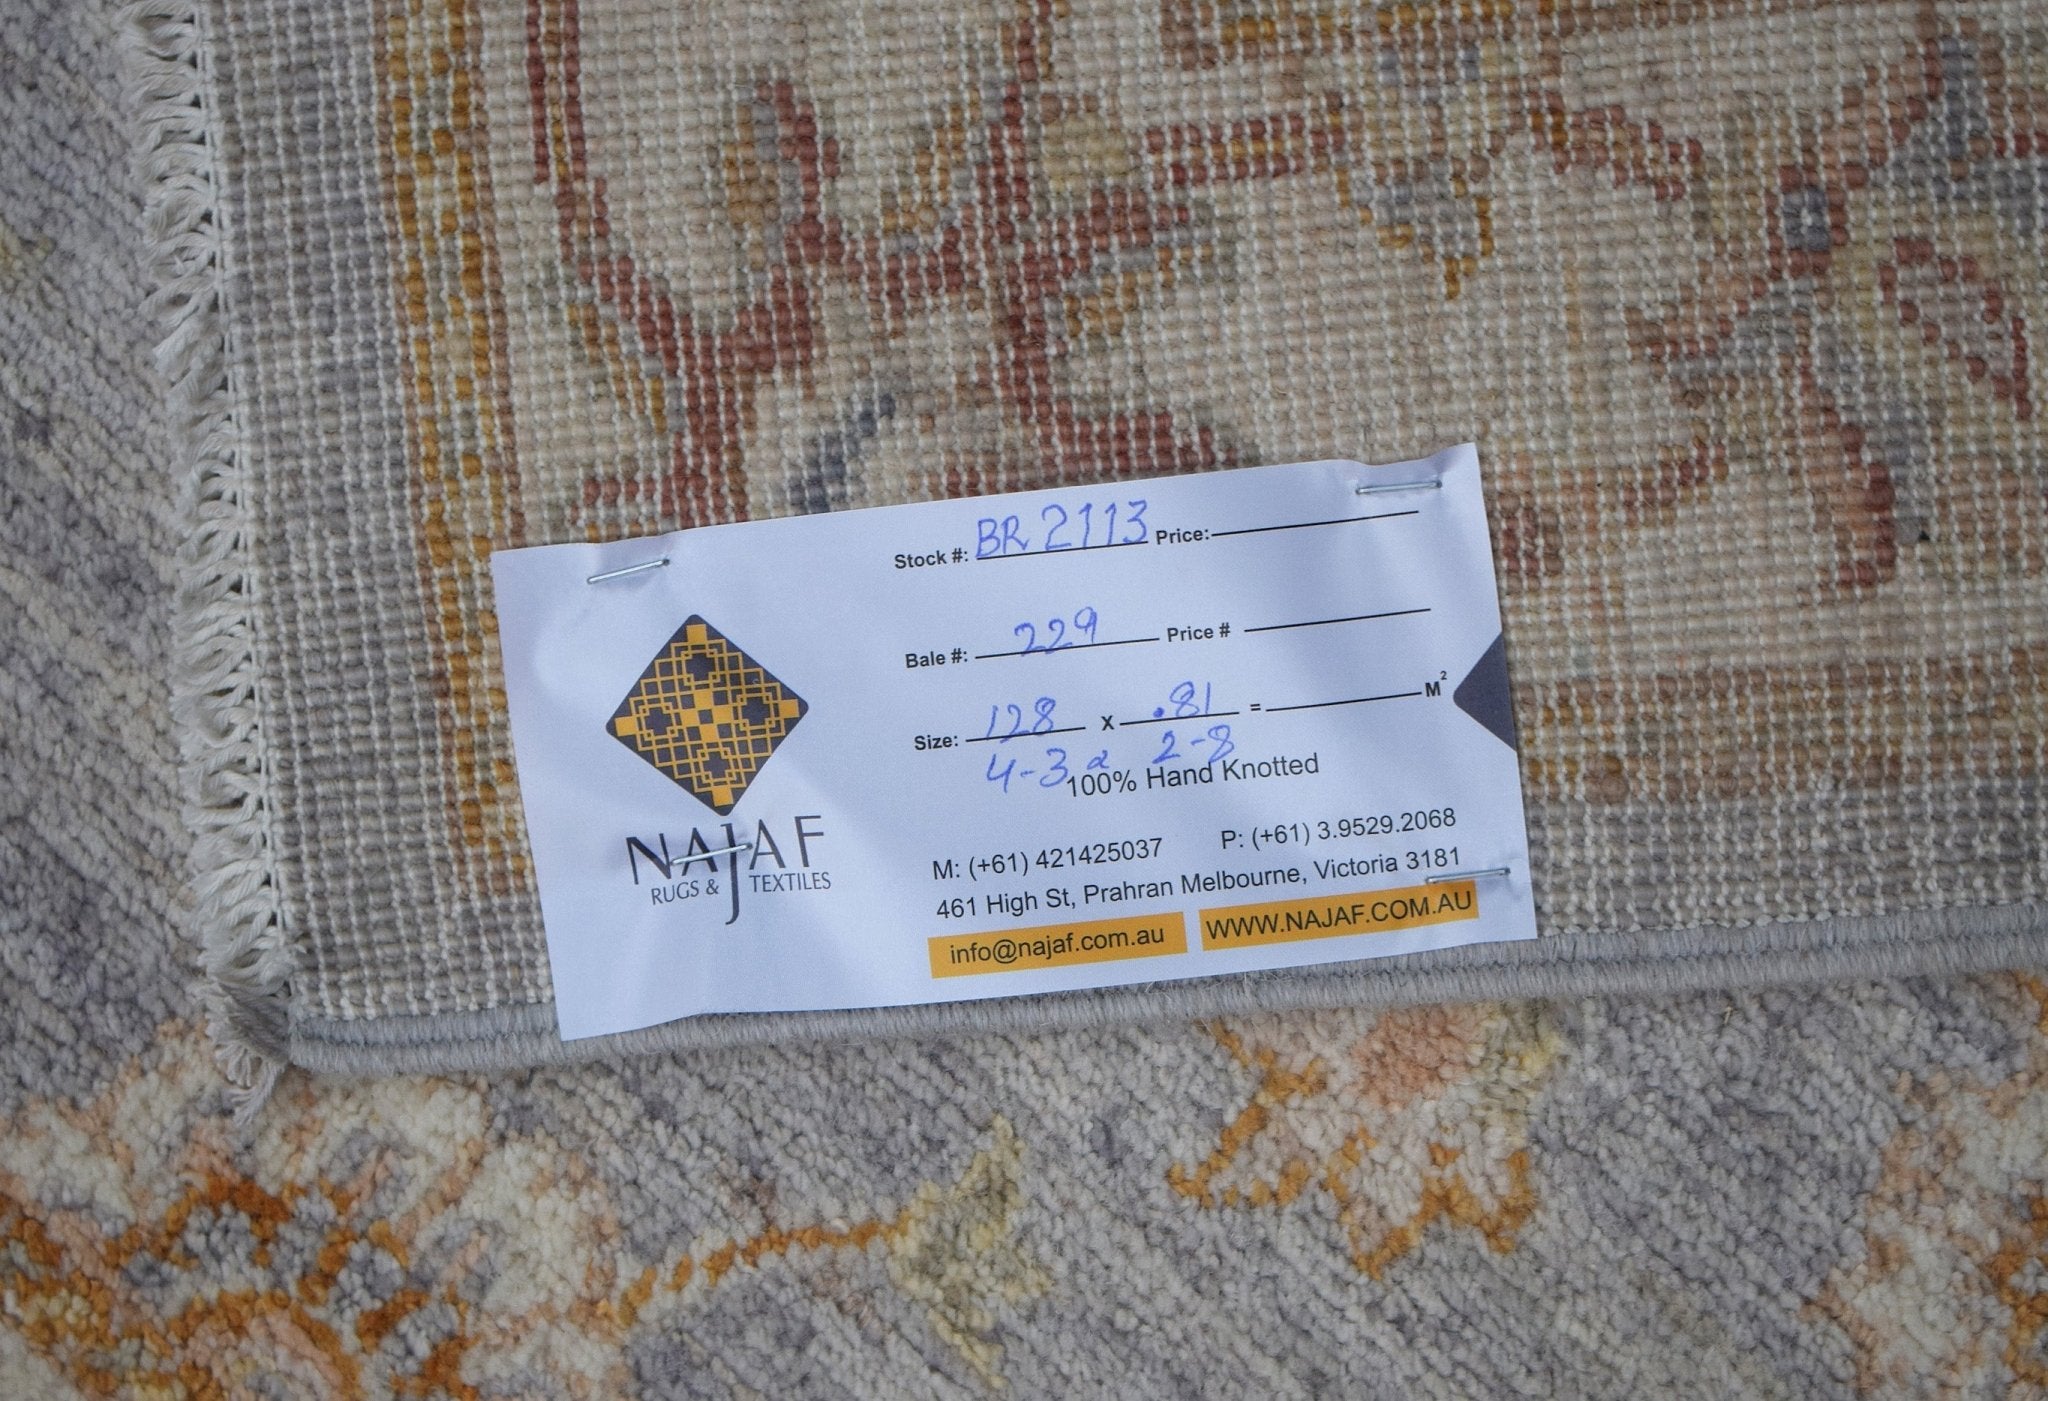 Stock #: BR 2113 Price:
Bale #: 229 Price #
Size: 128 x .81 = M²
4-3 x 2-8
100% Hand Knotted
NAJAF
RUGS & TEXTILES
M: (+61) 421425037 P: (+61) 3.9529.2068
461 High St, Prahran Melbourne, Victoria 3181
info@najaf.com.au WWW.NAJAF.COM.AU